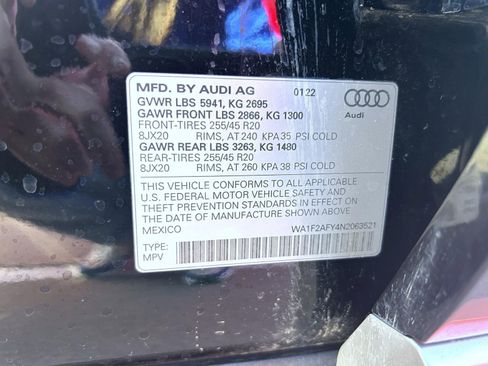 MFD. BY AUDI AG 0122
GVWR LBS 5941, KG 2695
GAWR FRONT LBS 2866, KG 1300
FRONT-TIRES 255/45 R20
8JX20 RIMS, AT 240 KPA 35 PSI COLD
GAWR REAR LBS 3263, KG 1480
REAR-TIRES 255/45 R20
8JX20 RIMS, AT 260 KPA 38 PSI COLD
Audi
THIS VEHICLE CONFORMS TO ALL APPLICABLE
U.S. FEDERAL MOTOR VEHICLE SAFETY AND
THEFT PREVENTION STANDARDS IN EFFECT ON
THE DATE OF MANUFACTURE SHOWN ABOVE
MEXICO WA1F2AFY4N2063521
TYPE:
MPV